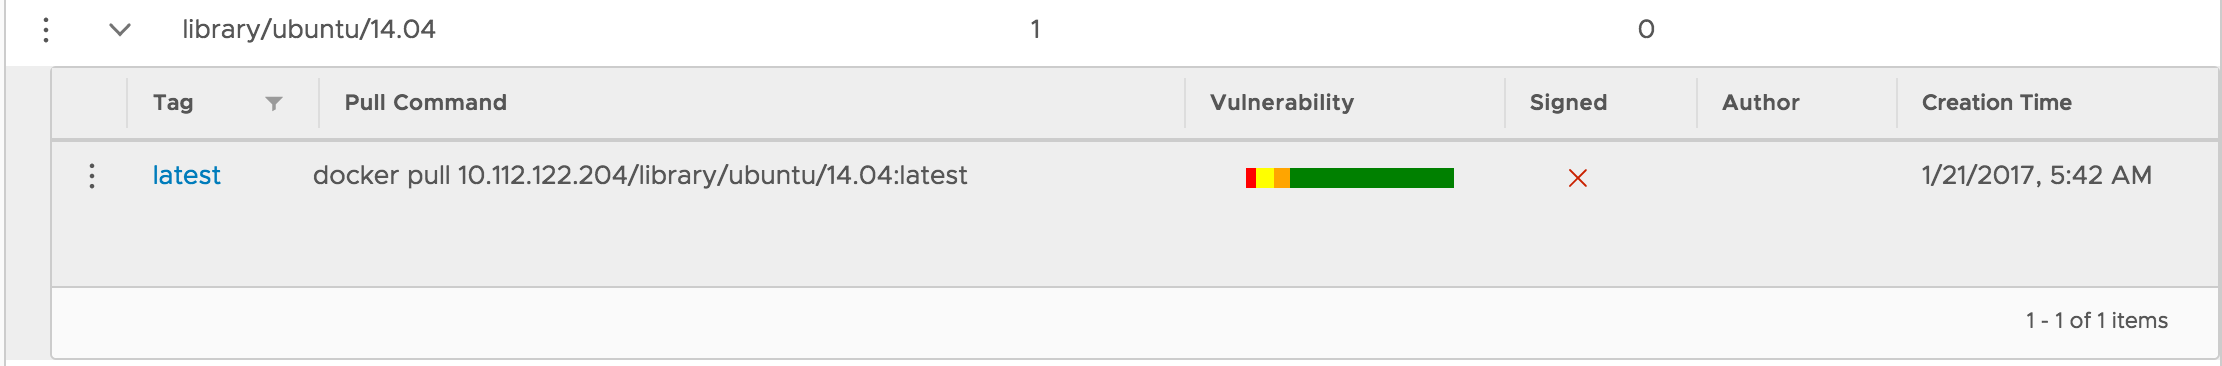 library/ubuntu/14.04 1 0
Tag Pull Command Vulnerability Signed Author Creation Time
latest docker pull 10.112.122.204/library/ubuntu/14.04:latest 1/21/2017, 5:42 AM
1 - 1 of 1 items